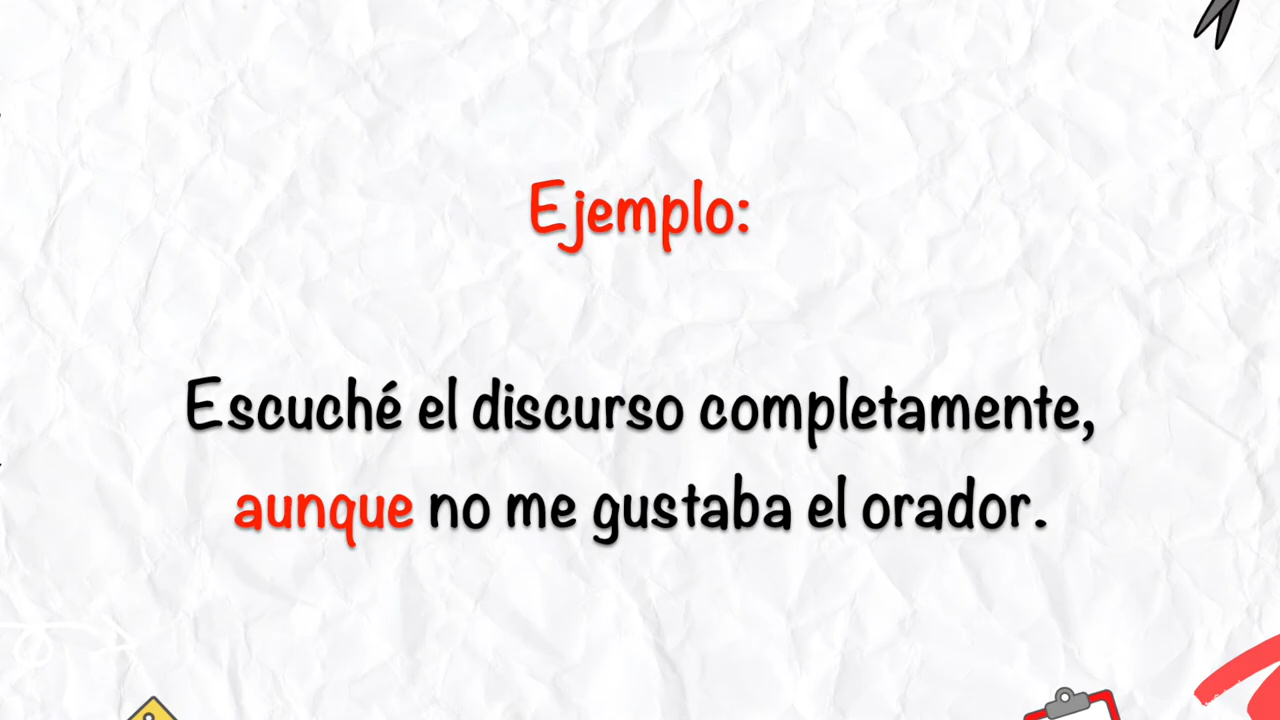 Ejemplo:
Escuché el discurso completamente,
aunque no me gustaba el orador.